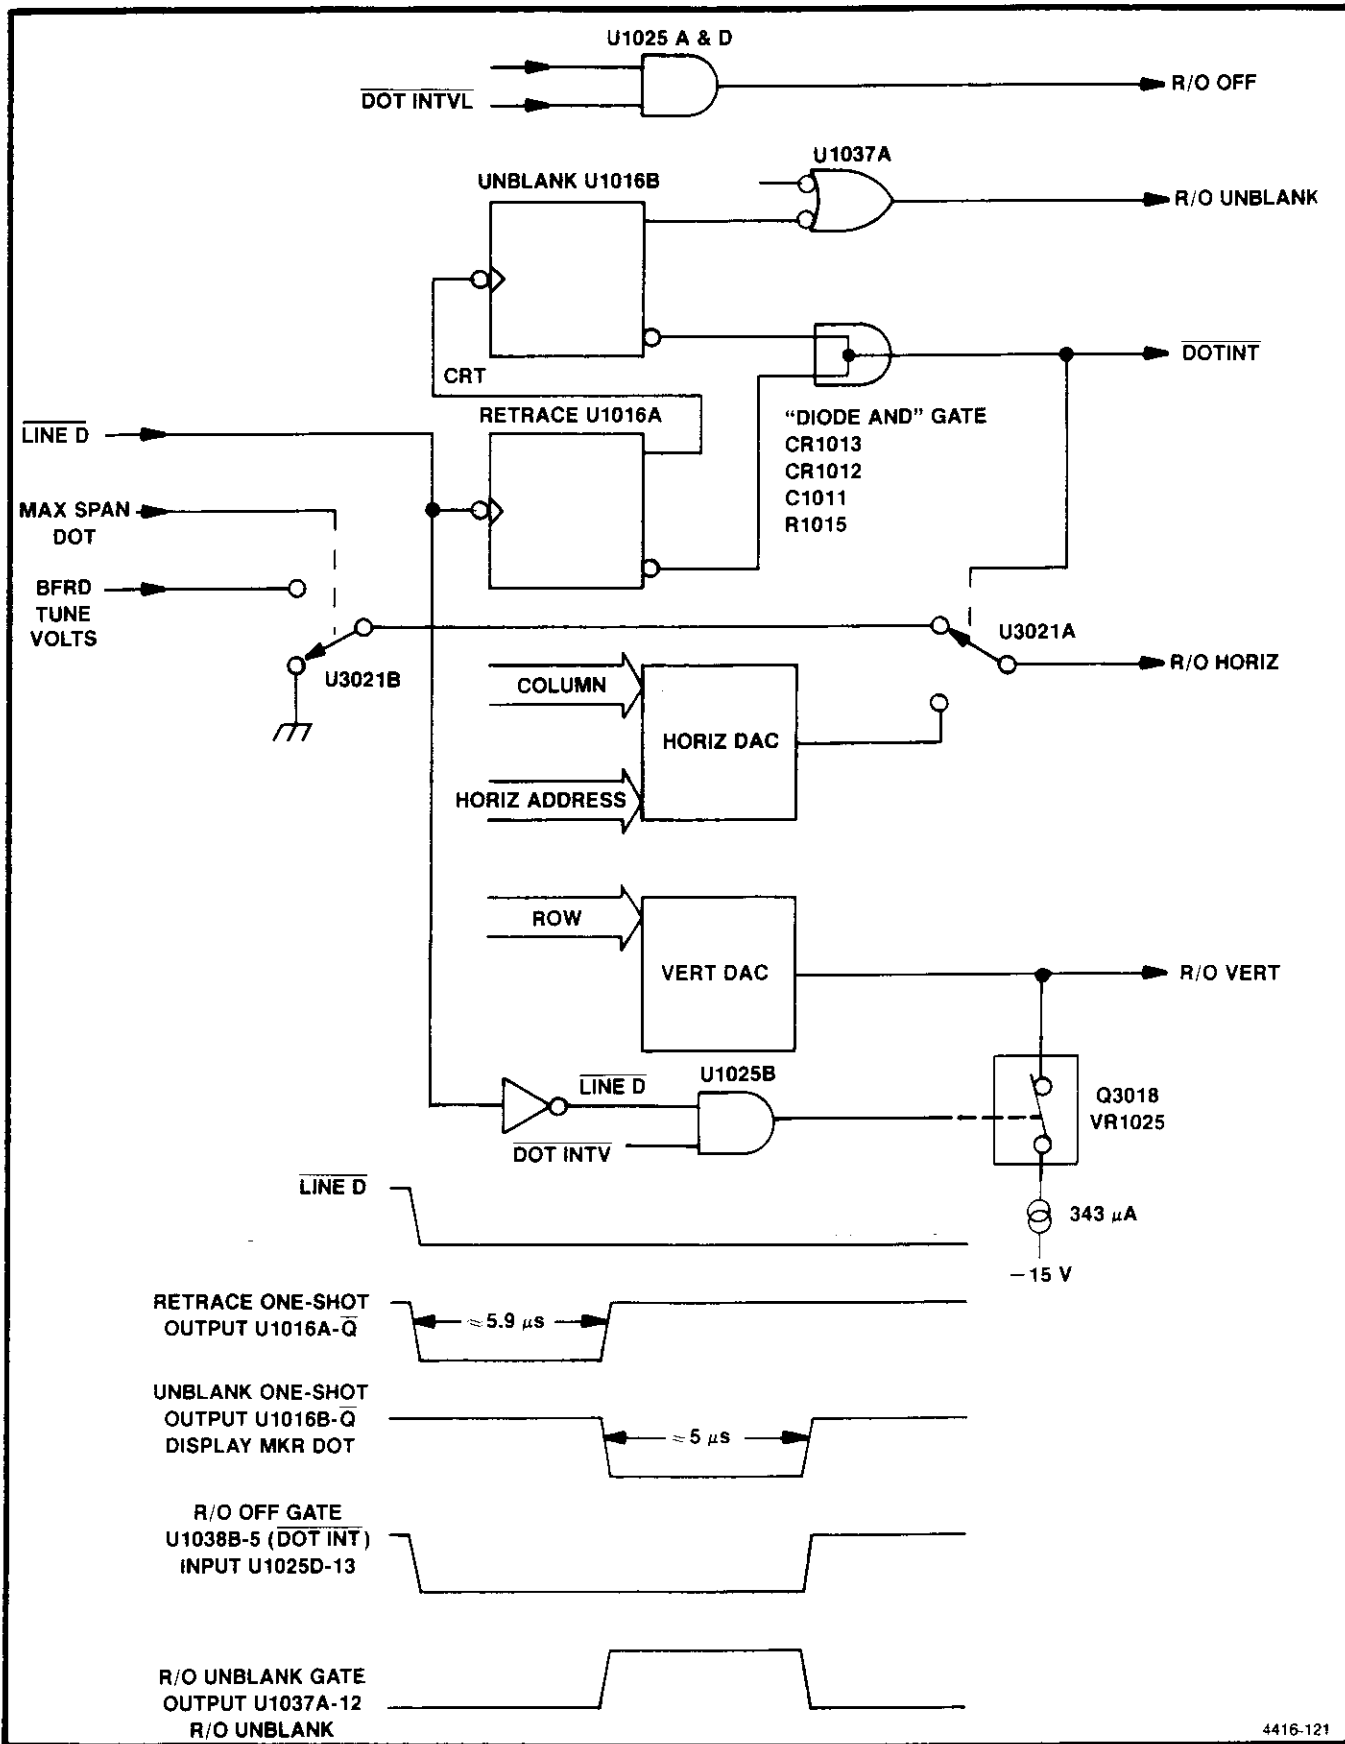 U1025 A & D
DOT INTVL
R/O OFF
U1037A
UNBLANK U1016B
R/O UNBLANK
DOTINT
CRT
RETRACE U1016A
"DIODE AND" GATE
CR1013
CR1012
C1011
R1015
LINE D
MAX SPAN
DOT
BFRD
TUNE
VOLTS
U3021B
U3021A
R/O HORIZ
COLUMN
HORIZ DAC
HORIZ ADDRESS
ROW
VERT DAC
R/O VERT
U1025B
LINE D
DOT INTV
Q3018
VR1025
343 μA
−15 V
LINE D
RETRACE ONE-SHOT
OUTPUT U1016A-Q̅
≈5.9 μs
UNBLANK ONE-SHOT
OUTPUT U1016B-Q̅
DISPLAY MKR DOT
≈5 μs
R/O OFF GATE
U1038B-5 (DOT INT)
INPUT U1025D-13
R/O UNBLANK GATE
OUTPUT U1037A-12
R/O UNBLANK
4416-121